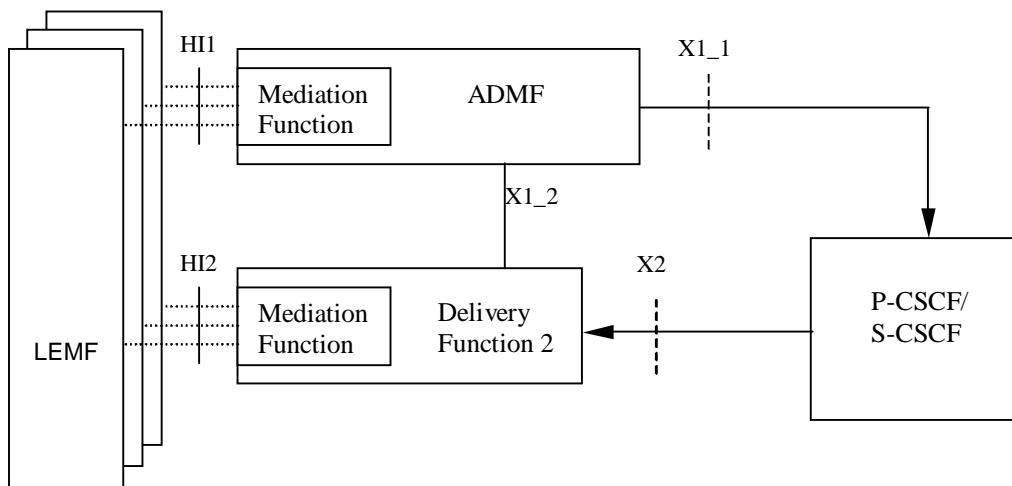 HI1
X1_1
Mediation
Function
ADMF
X1_2
HI2
X2
Mediation
Function
Delivery
Function 2
P-CSCF/
S-CSCF
LEMF